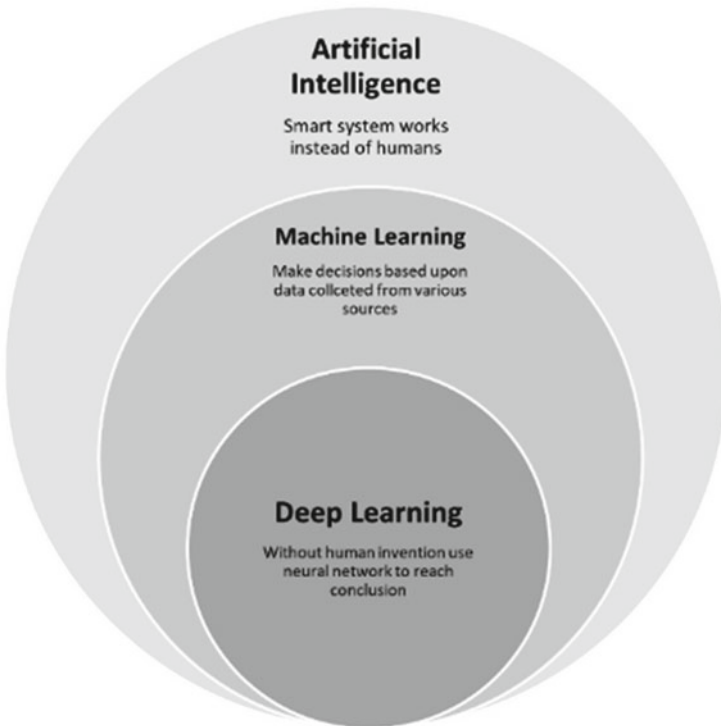 Artificial
Intelligence
Smart system works
instead of humans
Machine Learning
Make decisions based upon
data collceted from various
sources
Deep Learning
Without human invention use
neural network to reach
conclusion